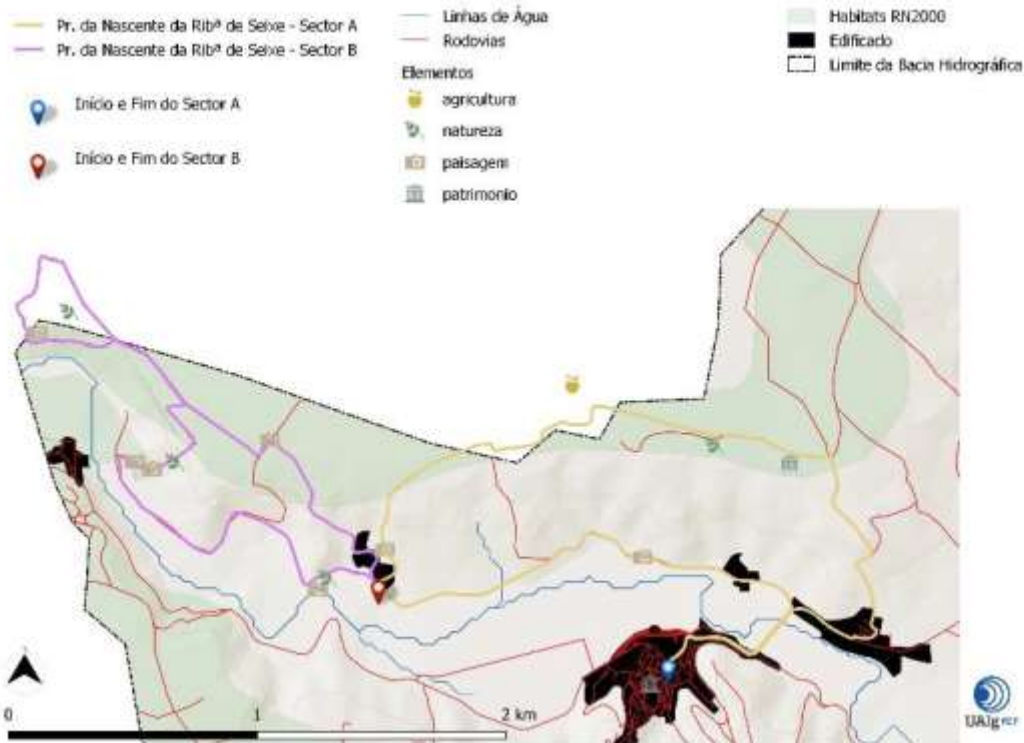 Pr. da Nascente da Ribª de Seixe - Sector A
Pr. da Nascente da Ribª de Seixe - Sector B
Início e Fim do Sector A
Início e Fim do Sector B
Linhas de Água
Rodovias
Elementos
agricultura
natureza
paisagem
patrimonio
Habitats RN2000
Edificado
Limite da Bacia Hidrográfica
0 1 2 km
UAlg FCT